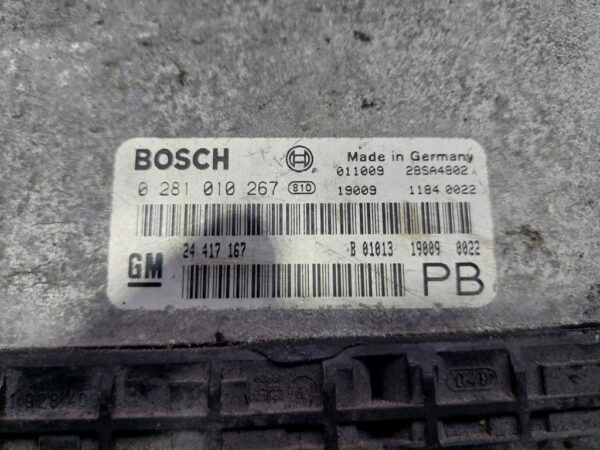 BOSCH
Made in Germany
011009 28SA4802
0 281 010 267 810 19009 1184 0022
24 417 167 B 01013 19009 0022
GM PB
040